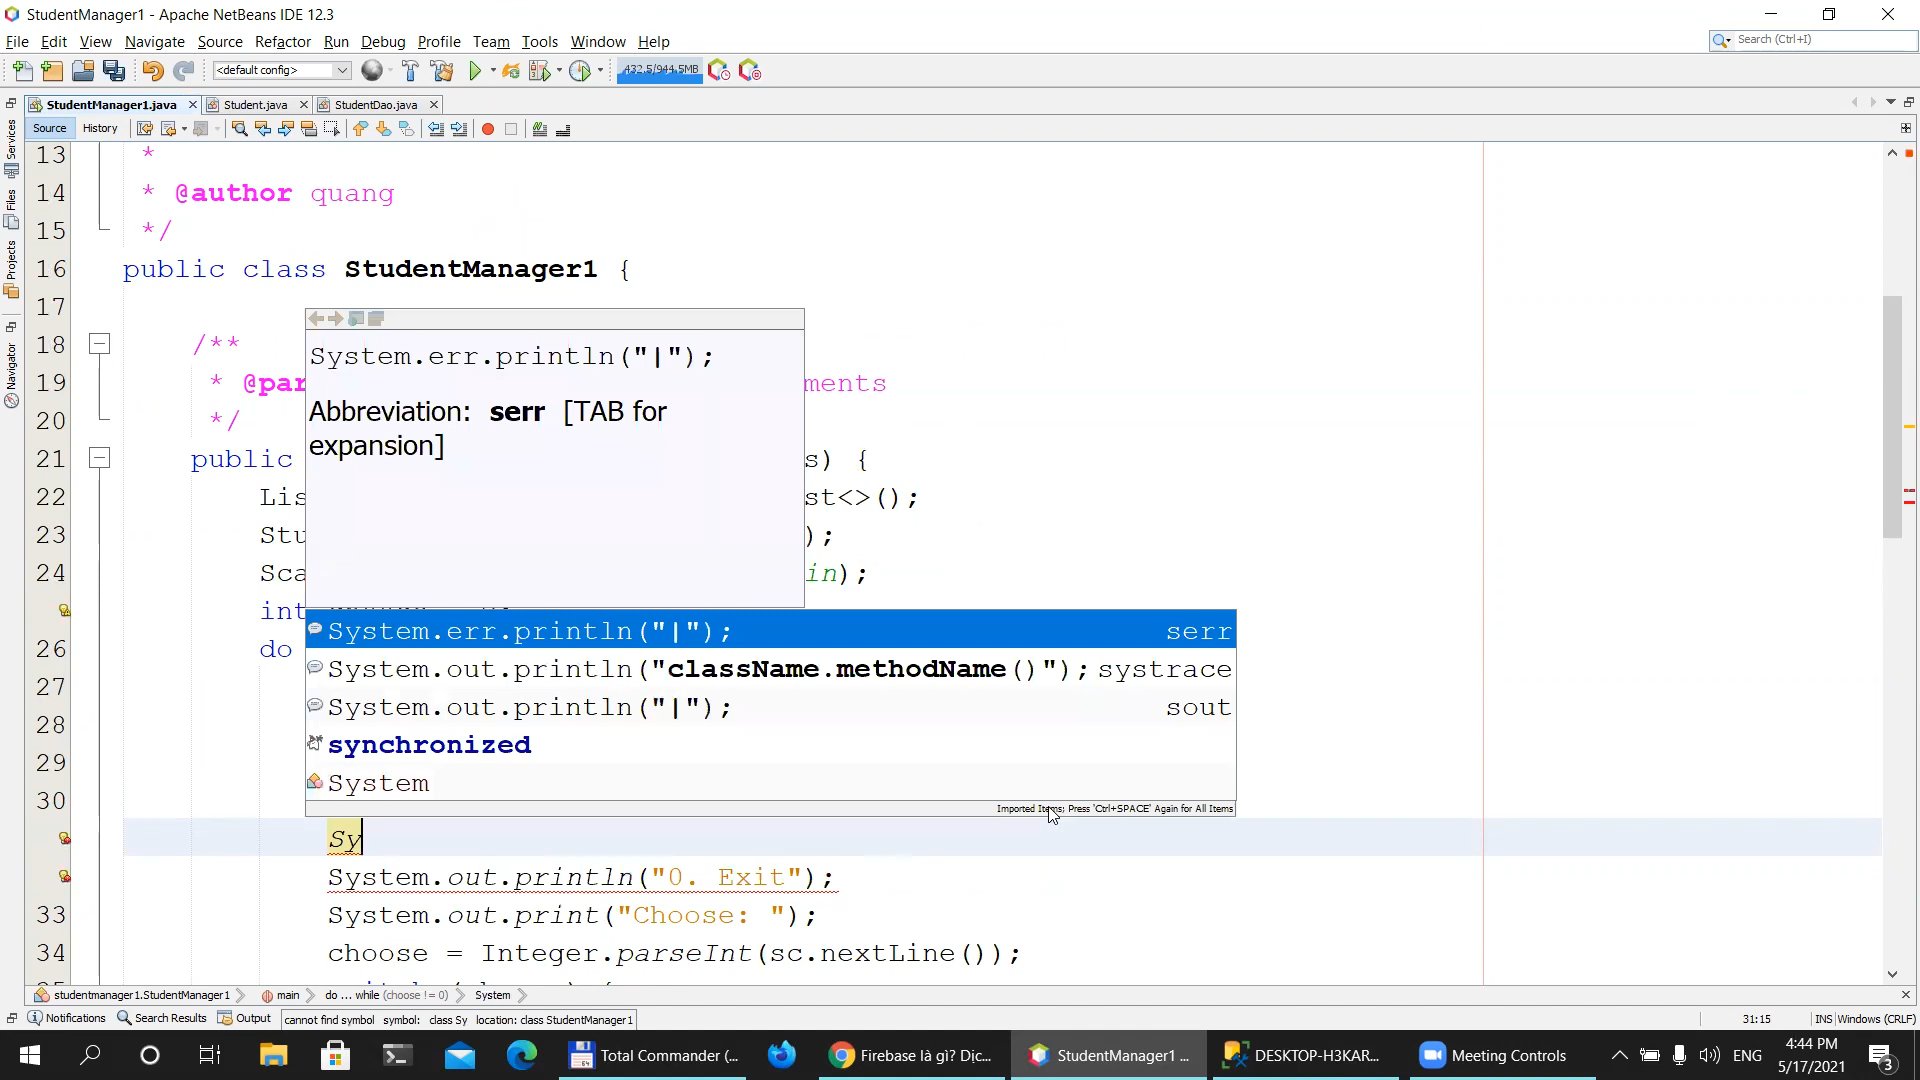 StudentManager1 - Apache NetBeans IDE 12.3
File Edit View Navigate Source Refactor Run Debug Profile Team Tools Window Help
Search (Ctrl+I)
<default config>
432.5/944.5MB
StudentManager1.java Student.java StudentDao.java
Source History
Services
Files
Projects
Navigator
13 *
14 * @author quang
15 */
16 public class StudentManager1 {
17
18 /**
19 * @par ments
20 */
21 public s) {
22 Lis st<>();
23 Stu );
24 Sca in);
int
26 do
27
28
29
30
System.err.println("|");
Abbreviation: serr [TAB for
expansion]
System.err.println("|"); serr
System.out.println("className.methodName()"); systrace
System.out.println("|"); sout
synchronized
System
Imported Items; Press 'Ctrl+SPACE' Again for All Items
Sy
System.out.println("0. Exit");
33 System.out.print("Choose: ");
34 choose = Integer.parseInt(sc.nextLine());
studentmanager1.StudentManager1 main do ... while (choose != 0) System
Notifications Search Results Output cannot find symbol symbol: class Sy location: class StudentManager1 31:15 INS Windows (CRLF)
Total Commander (... Firebase là gì? Dịc... StudentManager1 ... DESKTOP-H3KAR... Meeting Controls ENG 4:44 PM
5/17/2021
3